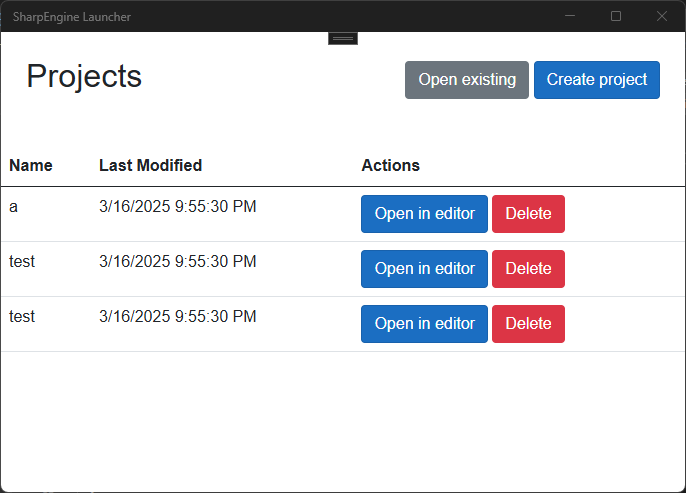 SharpEngine Launcher
Projects Open existing Create project
Name Last Modified Actions
a 3/16/2025 9:55:30 PM Open in editor Delete
test 3/16/2025 9:55:30 PM Open in editor Delete
test 3/16/2025 9:55:30 PM Open in editor Delete